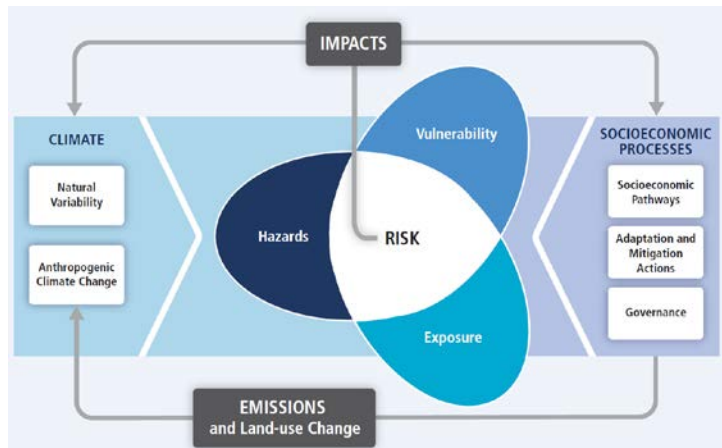 IMPACTS
CLIMATE
Natural
Variability
Anthropogenic
Climate Change
Vulnerability
Hazards
RISK
Exposure
SOCIOECONOMIC
PROCESSES
Socioeconomic
Pathways
Adaptation and
Mitigation
Actions
Governance
EMISSIONS
and Land-use Change